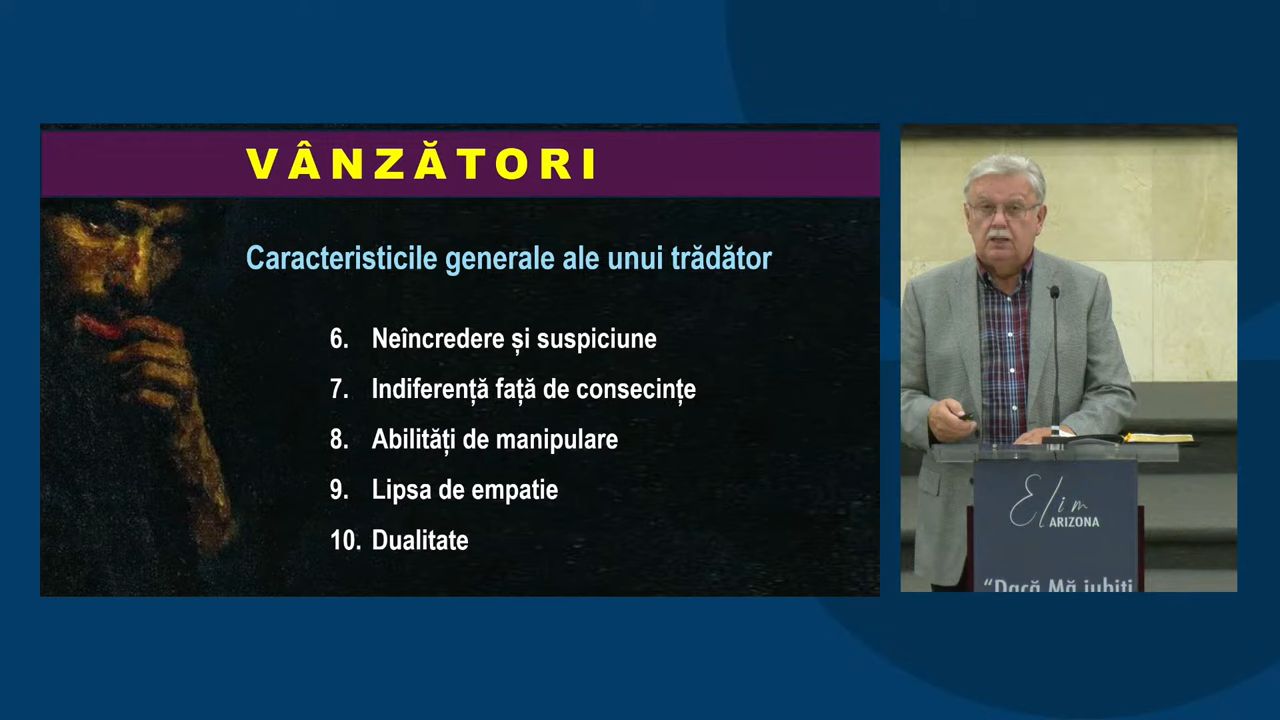 VÂNZĂTORI
Caracteristicile generale ale unui trădător
6. Neîncredere și suspiciune
7. Indiferență față de consecințe
8. Abilități de manipulare
9. Lipsa de empatie
10. Dualitate
Elim
ARIZONA
“Dacă Mă iubiți